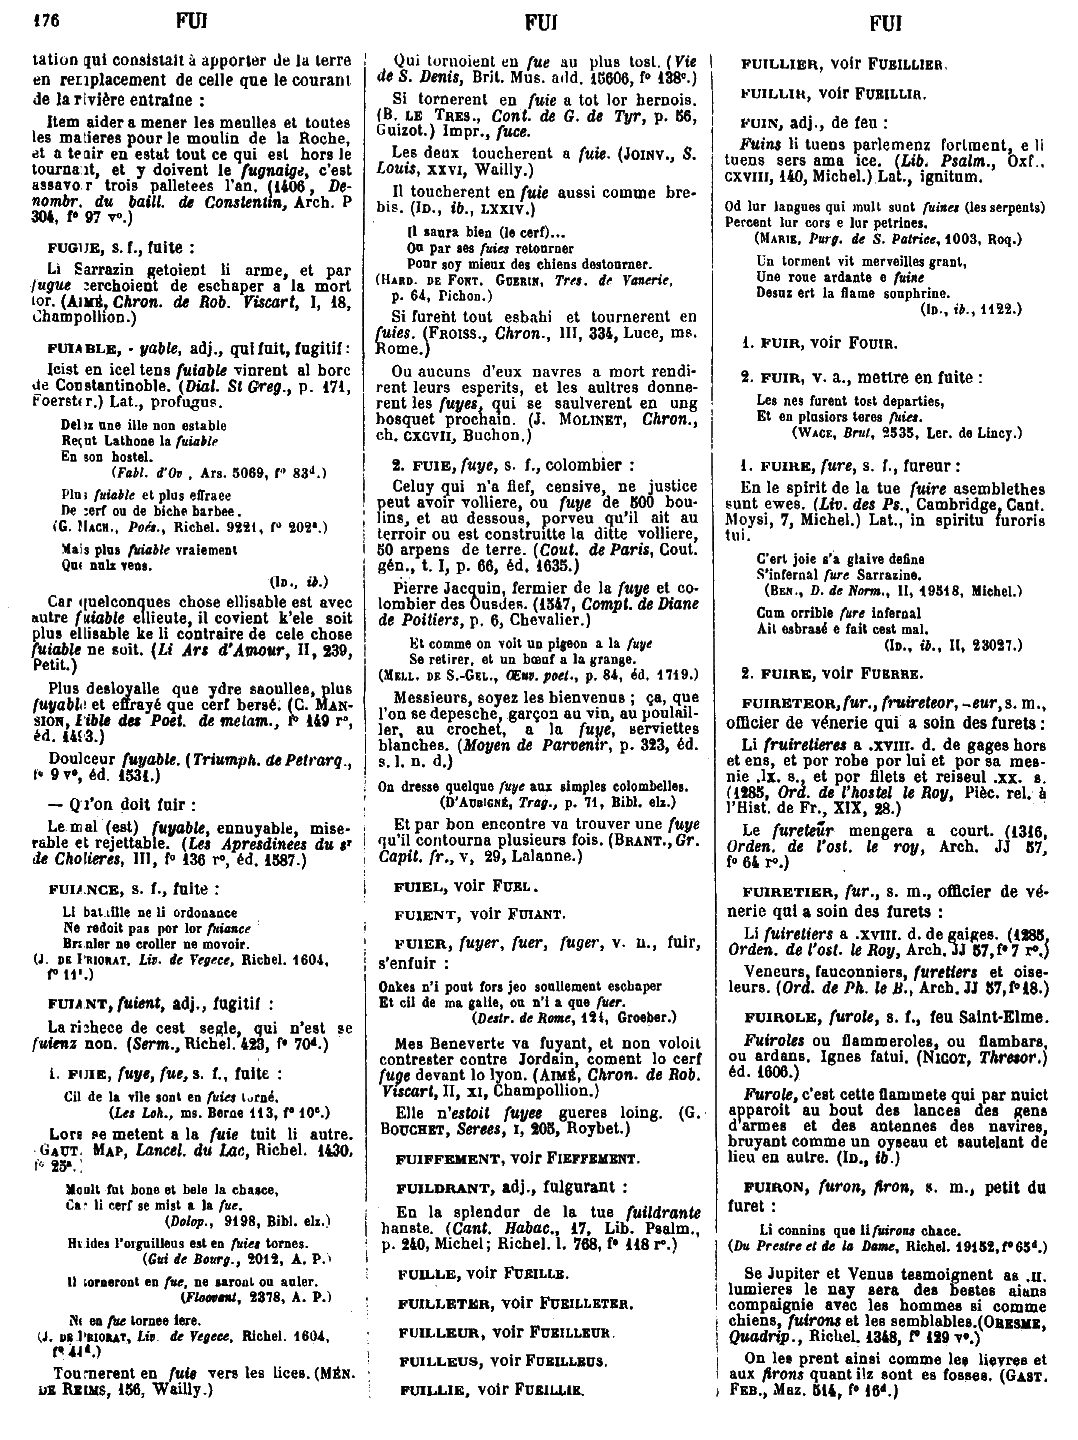 176 FUI FUI FUI
tation qui consistait à apporter de la terre
en remplacement de celle que le courant
de la rivière entraîne :
Item aider a mener les meulles et toutes
les matieres pour le moulin de la Roche,
et a tenir en estat tout ce qui est hors le
tournant, et y doivent le fugnaige, c'est
assavoir trois palletees l'an. (1406, De-
nombr. du baill. de Constentin, Arch. P
304, f° 97 v°.)
FUGUE, s. f., fuite :
Li Sarrazin getoient li arme, et par
fugue cerchoient de eschaper a la mort
lor. (AIMÉ, Chron. de Rob. Viscart, I, 18,
Champollion.)
FUIABLE, - yable, adj., qui fuit, fugitif :
Icist en icel tens fuiable vinrent al borc
de Constantinoble. (Dial. St Greg., p. 171,
Foerster.) Lat., profugus.
Delix une ille non estable
Reçut Lathone la fuiable
En son hostel.
(Fabl. d'Ov., Ars. 5069, f° 83ᵈ.)
Plus fuiable et plus effraee
De cerf ou de biche barbee.
(G. MACH., Poés., Richel. 9221, f° 202ᵃ.)
Mais plus fuiable vraiement
Que nulz vens.
(ID., ib.)
Car quelconques chose ellisable est avec
autre fuiable ellieute, il covient k'ele soit
plus ellisable ke li contraire de cele chose
fuiable ne soit. (Li Ars d'Amour, II, 239,
Petit.)
Plus desloyalle que ydre saoullee, plus
fuyable et effrayé que cerf bersé. (C. MAN-
SION, Bible des Poet. de metam., f° 149 r°,
éd. 1493.)
Douceur fuyable. (Triumph. de Petrarq.,
f° 9 v°, éd. 1531.)
— Qu'on doit fuir :
Le mal (est) fuyable, ennuyable, mise-
rable et rejettable. (Les Apresdinees du sʳ
de Cholieres, III, f° 136 r°, éd. 1587.)
FUIANCE, s. f., fuite :
Li bataille ne li ordonance
Ne redoit pas por lor fuiance
Branler ne croller ne movoir.
(J. DE PRIORAT, Liv. de Vegece, Richel. 1604,
f° 11ᶠ.)
FUIANT, fuient, adj., fugitif :
La richece de cest segle, qui n'est se
fuienz non. (Serm., Richel. 423, f° 70ᵈ.)
1. FUIE, fuye, fue, s. f., fuite :
Cil de la vile sont en fuies torné.
(Les Loh., ms. Berne 113, f° 10ᶜ.)
Lors se metent a la fuie tuit li autre.
(GAUT. MAP, Lancel. du Lac, Richel. 1430,
f° 25ᵃ.)
Moult fut bone et bele la chasce,
Car li cerf se mist a la fue.
(Dolop., 9198, Bibl. elz.)
Hi ides l'orguilleus est en fuies tornes.
(Gui de Bourg., 2012, A. P.)
Il torneront en fue, ne saront ou auler.
(Floovant, 2378, A. P.)
Ne en fue tornee iere.
(J. DE PRIORAT, Liv. de Vegece, Richel. 1604,
f° 41ᵈ.)
Tournerent en fuie vers les lices. (MÉN.
DE REIMS, 156, Wailly.)
Qui tornoient en fue au plus tost. (Vie
de S. Denis, Brit. Mus. add. 15606, f° 138ᶜ.)
Si tornerent en fuie a tot lor hernois.
(B. LE TRES., Cont. de G. de Tyr, p. 56,
Guizot.) Impr., fuce.
Les deux toucherent a fuie. (JOINV., S.
Louis, XXVI, Wailly.)
Il toucherent en fuie aussi comme bre-
bis. (ID., ib., LXXIV.)
Il saura bien (le cerf)...
Ou par ses fuies retourner
Pour soy mieux des chiens destourner.
(HARD. DE FONT. GUERIN, Tres. de Vanerie,
p. 64, Pichon.)
Si furent tout esbahi et tournerent en
fuies. (FROISS., Chron., III, 334, Luce, ms.
Rome.)
Ou aucuns d'eux navres a mort rendi-
rent leurs esperits, et les aultres donne-
rent les fuyes, qui se saulverent en ung
bosquet prochain. (J. MOLINET, Chron.,
ch. CXCVII, Buchon.)
2. FUIE, fuye, s. f., colombier :
Celuy qui n'a fief, censive, ne justice
peut avoir volliere, ou fuye de 500 bou-
lins, et au dessous, porveu qu'il ait au
terroir ou est construitte la ditte volliere,
50 arpens de terre. (Cout. de Paris, Cout.
gén., t. I, p. 66, éd. 1635.)
Pierre Jacquin, fermier de la fuye et co-
lombier des Ousdes. (1547, Compt. de Diane
de Poitiers, p. 6, Chevalier.)
Et comme on voit un pigeon a la fuye
Se retirer, et un bœuf a la grange.
(MELL. DE S.-GEL., Œuv. poet., p. 84, éd. 1719.)
Messieurs, soyez les bienvenus ; ça, que
l'on se depesche, garçon au vin, au poulail-
ler, au crochet, a la fuye, serviettes
blanches. (Moyen de Parvenir, p. 323, éd.
s. l. n. d.)
On dresse quelque fuye aux simples colombelles.
(D'AUBIGNÉ, Trag., p. 71, Bibl. elz.)
Et par bon encontre va trouver une fuye
qu'il contourna plusieurs fois. (BRANT., Gr.
Capit. fr., v, 29, Lalanne.)
FUIEL, voir FUEL.
FUIENT, voir FUIANT.
FUIER, fuyer, fuer, fuger, v. n., fuir,
s'enfuir :
Onkes n'i pout fors jeo soullement eschaper
Et cil de ma galie, ou n'i a que fuer.
(Destr. de Rome, 121, Groeber.)
Mes Beneverte va fuyant, et non voloit
contrester contre Jordain, coment lo cerf
fuge devant lo lyon. (AIMÉ, Chron. de Rob.
Viscart, II, XI, Champollion.)
Elle n'estoit fuyee gueres loing. (G.
BOUCHET, Serees, I, 205, Roybet.)
FUIFFEMENT, voir FIEFFEMENT.
FUILDRANT, adj., fulgurant :
En la splendur de la tue fuildrante
hanste. (Cant. Habac., 17, Lib. Psalm.,
p. 240, Michel ; Richel. l. 768, f° 118 r°.)
FUILLE, voir FUEILLE.
FUILLETER, voir FUEILLETER.
FUILLEUR, voir FUEILLEUR.
FUILLEUS, voir FUEILLEUS.
FUILLIE, voir FUEILLIE.
FUILLIER, voir FUEILLIER.
FUILLIR, voir FUEILLIR.
FUIN, adj., de feu :
Fuins li tuens parlemenz fortment, e li
tuens sers ama ice. (Lib. Psalm., Oxf.,
CXVIII, 140, Michel.) Lat., ignitum.
Od lur langues qui mult sunt fuines (les serpents)
Percent lur cors e lur petrines.
(MARIE, Purg. de S. Patrice, 1003, Roq.)
Un torment vit merveilles grant,
Une roue ardante e fuine
Desuz ert la flame souphrine.
(ID., ib., 1122.)
1. FUIR, voir FOUIR.
2. FUIR, v. a., mettre en fuite :
Les nes furent tost departies,
Et en plusiors teres fuies.
(WACE, Brut, 2535, Ler. de Lincy.)
1. FUIRE, fure, s. f., fureur :
En le spirit de la tue fuire asemblethes
sunt ewes. (Liv. des Ps., Cambridge, Cant.
Moysi, 7, Michel.) Lat., in spiritu furoris
tui.
C'ert joie s'a glaive define
S'infernal fure Sarrazine.
(BEN., D. de Norm., II, 19518, Michel.)
Cum orrible fure infernal
Ait esbrasé e fait cest mal.
(ID., ib., II, 23027.)
2. FUIRE, voir FUERRE.
FUIRETEOR, fur., fruireteor, -eur, s. m.,
officier de vénerie qui a soin des furets :
Li fruiretieres a .XVIII. d. de gages hors
et ens, et por robe por lui et por sa mes-
nie .lx. s., et por filets et reiseul .xx. s.
(1285, Ord. de l'hostel le Roy, Pièc. rel. à
l'Hist. de Fr., XIX, 28.)
Le fureteur mengera a court. (1316,
Orden. de l'ost. le roy, Arch. JJ 57,
f° 64 r°.)
FUIRETIER, fur., s. m., officier de vé-
nerie qui a soin des furets :
Li fuiretiers a .XVIII. d. de gaiges. (1285,
Orden. de l'ost. le Roy, Arch. JJ 57, f° 7 r°.)
Veneurs, fauconniers, furetiers et oise-
leurs. (Ord. de Ph. le B., Arch. JJ 57, f° 18.)
FUIROLE, furole, s. f., feu Saint-Elme.
Fuiroles ou flammeroles, ou flambars,
ou ardans. Ignes fatui. (NICOT, Thresor.)
éd. 1606.)
Furole, c'est cette flammete qui par nuict
apparoit au bout des lances des gens
d'armes et des antennes des navires,
bruyant comme un oyseau et sautelant de
lieu en autre. (ID., ib.)
FUIRON, furon, firon, s. m., petit du
furet :
Li connins que li fuirons chace.
(Du Prestre et de la Dame, Richel. 19152, f° 65ᵈ.)
Se Jupiter et Venus tesmoignent as .II.
lumieres le nay sera des bestes aians
compaignie avec les hommes si comme
chiens, fuirons et les semblables. (ORESME,
Quadrip., Richel. 1348, f° 129 v°.)
On les prent ainsi comme les lievres et
aux firons quant ilz sont es fosses. (GAST.
FEB., Maz. 514, f° 16ᵈ.)